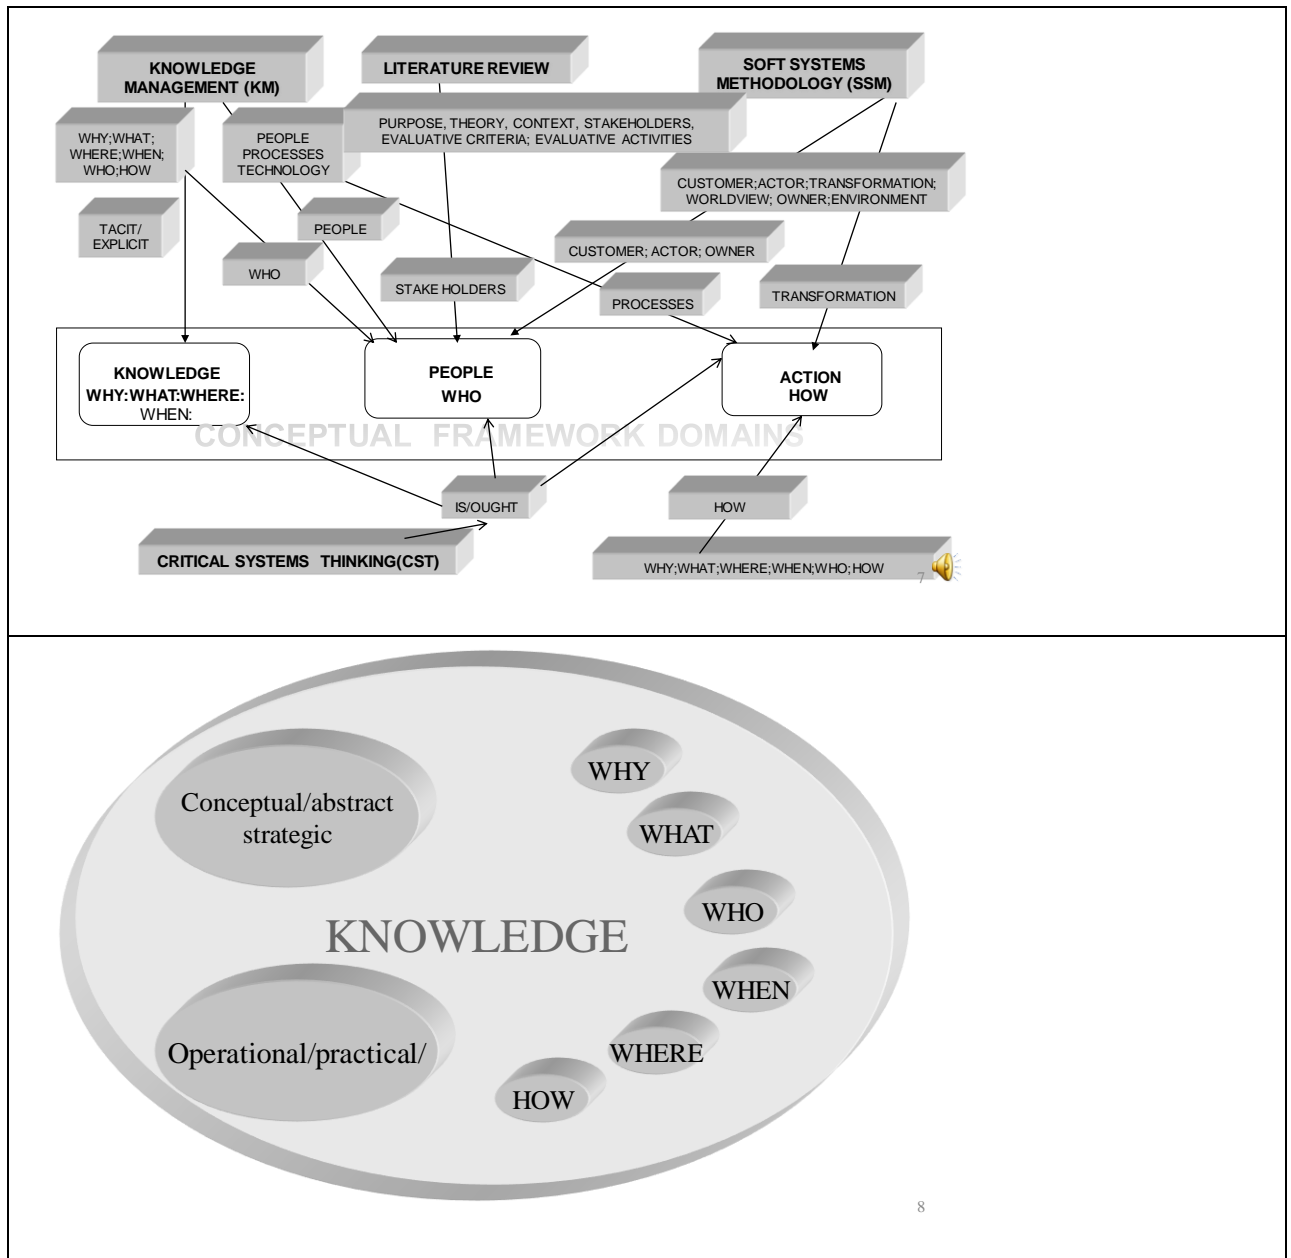 KNOWLEDGE
MANAGEMENT (KM)
LITERATURE REVIEW
SOFT SYSTEMS
METHODOLOGY (SSM)
WHY;WHAT;
WHERE;WHEN;
WHO;HOW
PEOPLE
PROCESSES
TECHNOLOGY
PURPOSE, THEORY, CONTEXT, STAKEHOLDERS,
EVALUATIVE CRITERIA; EVALUATIVE ACTIVITIES
CUSTOMER;ACTOR;TRANSFORMATION;
WORLDVIEW; OWNER;ENVIRONMENT
TACIT/
EXPLICIT
PEOPLE
WHO
CUSTOMER; ACTOR; OWNER
STAKE HOLDERS
PROCESSES
TRANSFORMATION
KNOWLEDGE
WHY:WHAT:WHERE:
WHEN:
PEOPLE
WHO
ACTION
HOW
CONCEPTUAL FRAMEWORK DOMAINS
IS/OUGHT
HOW
CRITICAL SYSTEMS THINKING(CST)
WHY;WHAT;WHERE;WHEN;WHO;HOW
7
Conceptual/abstract
strategic
WHY
WHAT
WHO
KNOWLEDGE
WHEN
Operational/practical/
WHERE
HOW
8